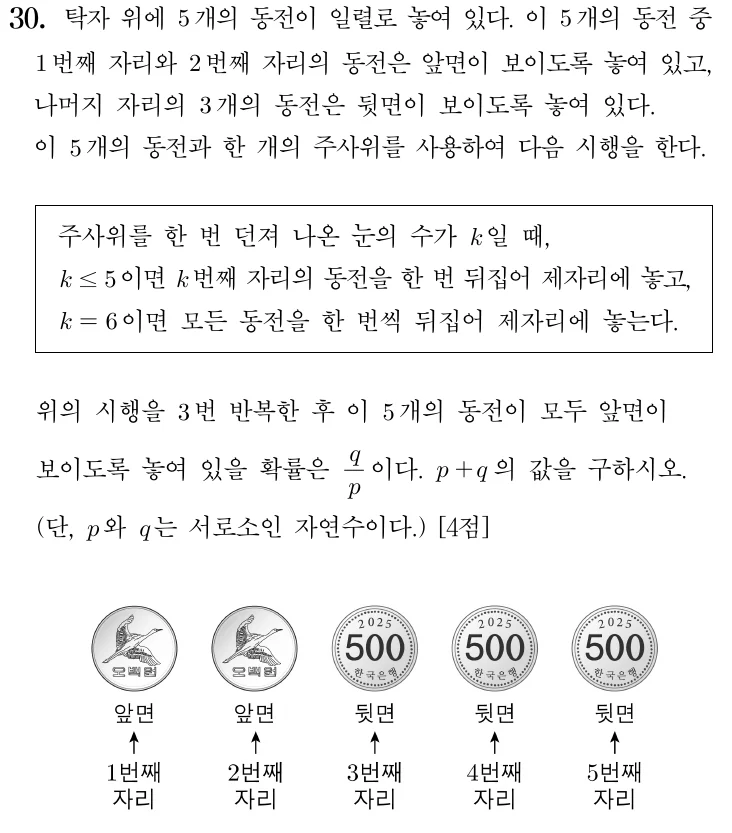 30. 탁자 위에 5개의 동전이 일렬로 놓여 있다. 이 5개의 동전 중
1번째 자리와 2번째 자리의 동전은 앞면이 보이도록 놓여 있고,
나머지 자리의 3개의 동전은 뒷면이 보이도록 놓여 있다.
이 5개의 동전과 한 개의 주사위를 사용하여 다음 시행을 한다.
주사위를 한 번 던져 나온 눈의 수가 k일 때,
k ≤ 5이면 k번째 자리의 동전을 한 번 뒤집어 제자리에 놓고,
k = 6이면 모든 동전을 한 번씩 뒤집어 제자리에 놓는다.
위의 시행을 3번 반복한 후 이 5개의 동전이 모두 앞면이
보이도록 놓여 있을 확률은 q/p이다. p+q의 값을 구하시오.
(단, p와 q는 서로소인 자연수이다.) [4점]
오백원 오백원 2025 500 한국은행 2025 500 한국은행 2025 500 한국은행
앞면 앞면 뒷면 뒷면 뒷면
↑ ↑ ↑ ↑ ↑
1번째 2번째 3번째 4번째 5번째
자리 자리 자리 자리 자리